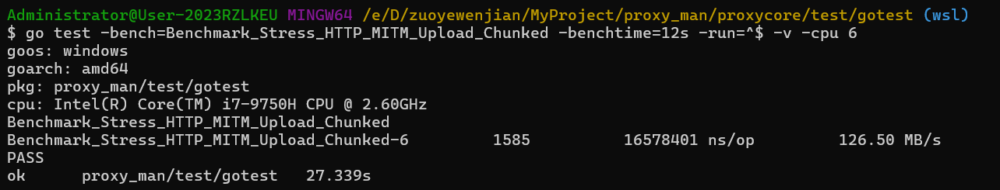 Administrator@User-2023RZLKEU MINGW64 /e/D/zuoyewenjian/MyProject/proxy_man/proxycore/test/gotest (wsl)
$ go test -bench=Benchmark_Stress_HTTP_MITM_Upload_Chunked -benchtime=12s -run=^$ -v -cpu 6
goos: windows
goarch: amd64
pkg: proxy_man/test/gotest
cpu: Intel(R) Core(TM) i7-9750H CPU @ 2.60GHz
Benchmark_Stress_HTTP_MITM_Upload_Chunked
Benchmark_Stress_HTTP_MITM_Upload_Chunked-6         1585          16578401 ns/op         126.50 MB/s
PASS
ok      proxy_man/test/gotest   27.339s